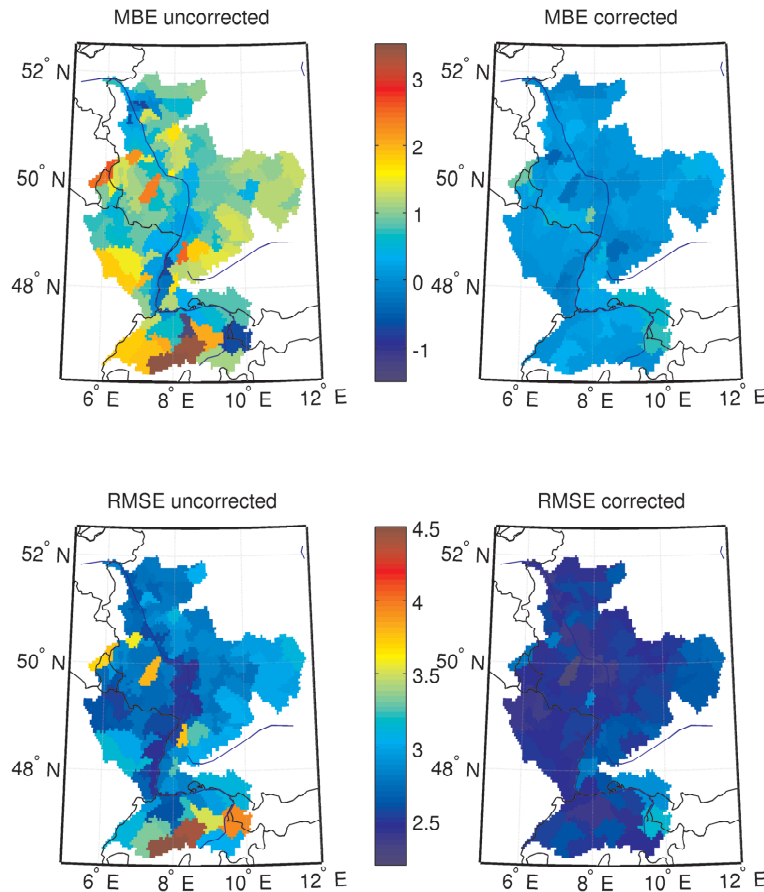 MBE uncorrected
MBE corrected
52° N
50° N
48° N
6° E
8° E
10° E
12° E
3
2
1
0
-1
52° N
50° N
48° N
6° E
8° E
10° E
12° E
RMSE uncorrected
RMSE corrected
52° N
50° N
48° N
6° E
8° E
10° E
12° E
4.5
4
3.5
3
2.5
52° N
50° N
48° N
6° E
8° E
10° E
12° E